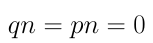 qn = pn = 0